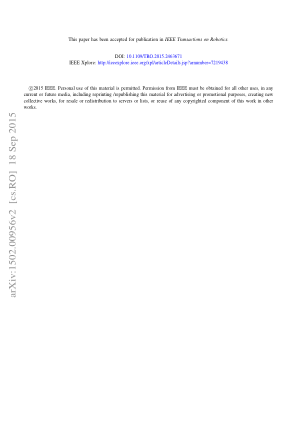 This paper has been accepted for publication in IEEE Transactions on Robotics.
DOI: 10.1109/TRO.2015.2463671
IEEE Xplore: http://ieeexplore.ieee.org/xpl/articleDetails.jsp?arnumber=7219438
©2015 IEEE. Personal use of this material is permitted. Permission from IEEE must be obtained for all other uses, in any
current or future media, including reprinting /republishing this material for advertising or promotional purposes, creating new
collective works, for resale or redistribution to servers or lists, or reuse of any copyrighted component of this work in other
works.
arXiv:1502.00956v2 [cs.RO] 18 Sep 2015